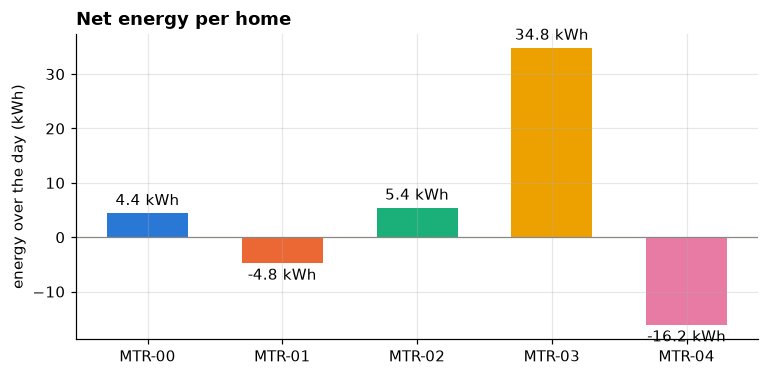 Net energy per home
energy over the day (kWh)
30
20
10
0
−10
4.4 kWh
-4.8 kWh
5.4 kWh
34.8 kWh
-16.2 kWh
MTR-00
MTR-01
MTR-02
MTR-03
MTR-04